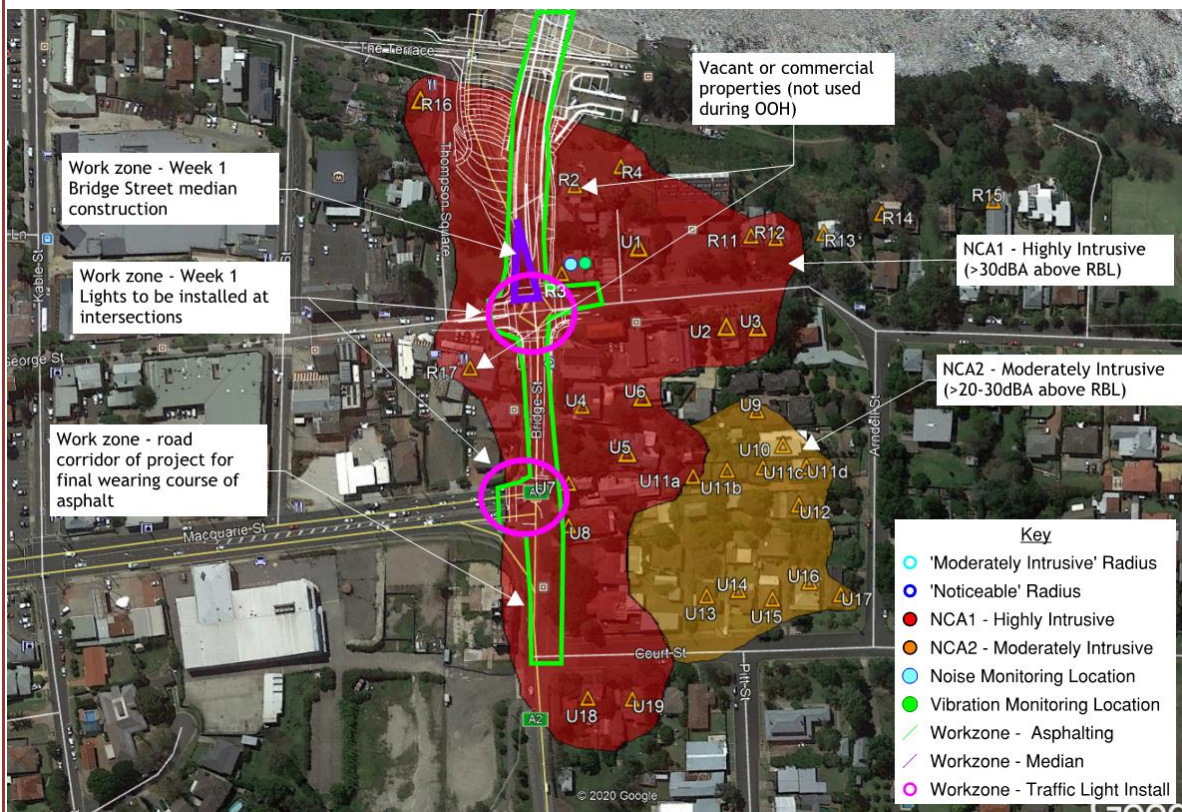 The Terrace
Vacant or commercial
properties (not used
during OOH)
R16
Work zone - Week 1
Bridge Street median
construction
Thompson Square
R2
R4
R15
R14
R11
R12
R13
U1
Ln
Kable St
NCA1 - Highly Intrusive
(>30dBA above RBL)
Work zone - Week 1
Lights to be installed at
intersections
R3
U2
U3
George St
R17
NCA2 - Moderately Intrusive
(>20-30dBA above RBL)
Bridge St
U4
U6
U9
Arndell St
Work zone - road
corridor of project for
final wearing course of
asphalt
U5
U10
U11a
U11b
U11c
U11d
U7
U12
Macquarie St
U8
U13
U14
U15
U16
U17
Court St
Pitt St
U18
U19
A2
© 2020 Google
Key
'Moderately Intrusive' Radius
'Noticeable' Radius
NCA1 - Highly Intrusive
NCA2 - Moderately Intrusive
Noise Monitoring Location
Vibration Monitoring Location
Workzone - Asphalting
Workzone - Median
Workzone - Traffic Light Install